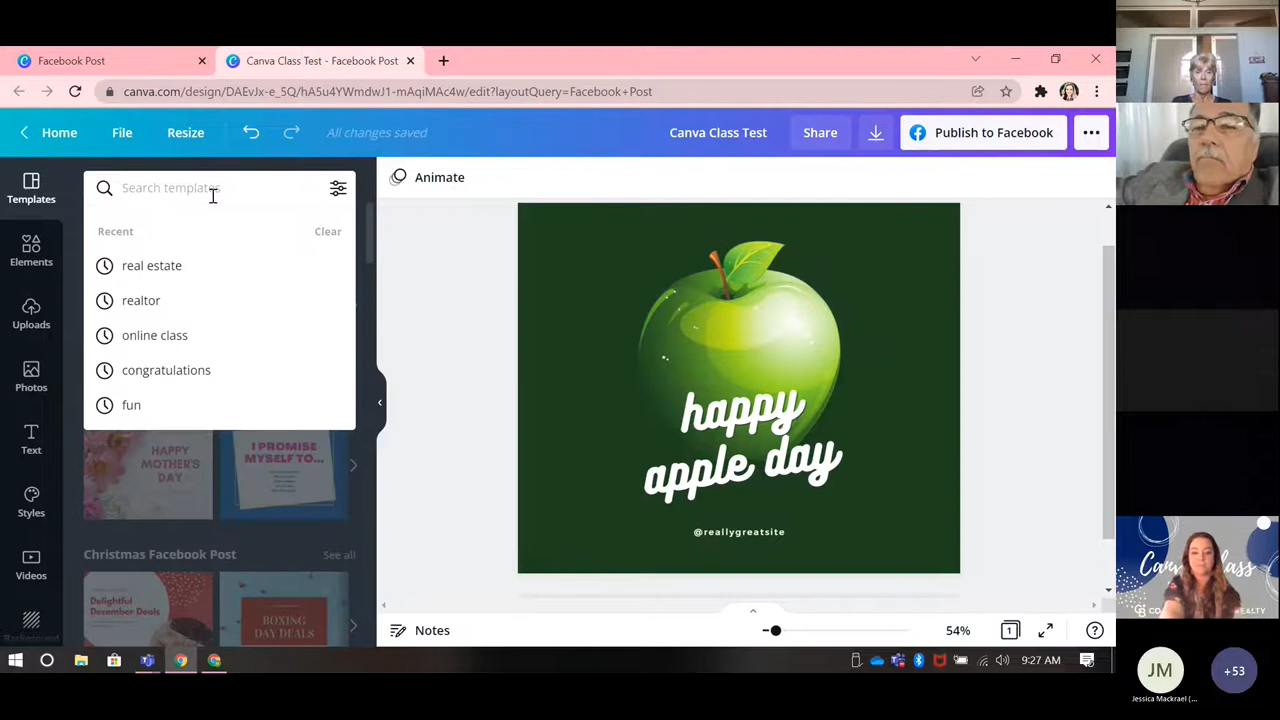 Facebook Post
Canva Class Test - Facebook Post
canva.com/design/DAEvJx-e_5Q/hA5u4YWmdwJ1-mAqiMAc4w/edit?layoutQuery=Facebook+Post
Home
File
Resize
All changes saved
Canva Class Test
Share
Publish to Facebook
Templates
Elements
Uploads
Photos
Text
Styles
Videos
Background
Search templates
Recent
Clear
real estate
realtor
online class
congratulations
fun
HAPPY
MOTHER'S
DAY
I PROMISE
MYSELF TO...
Christmas Facebook Post
See all
Delightful
December Deals
BOXING
DAY DEALS
Animate
happy
apple day
@reallygreatsite
Notes
54%
1
9:27 AM
JM
Jessica Mackrael (...
+53